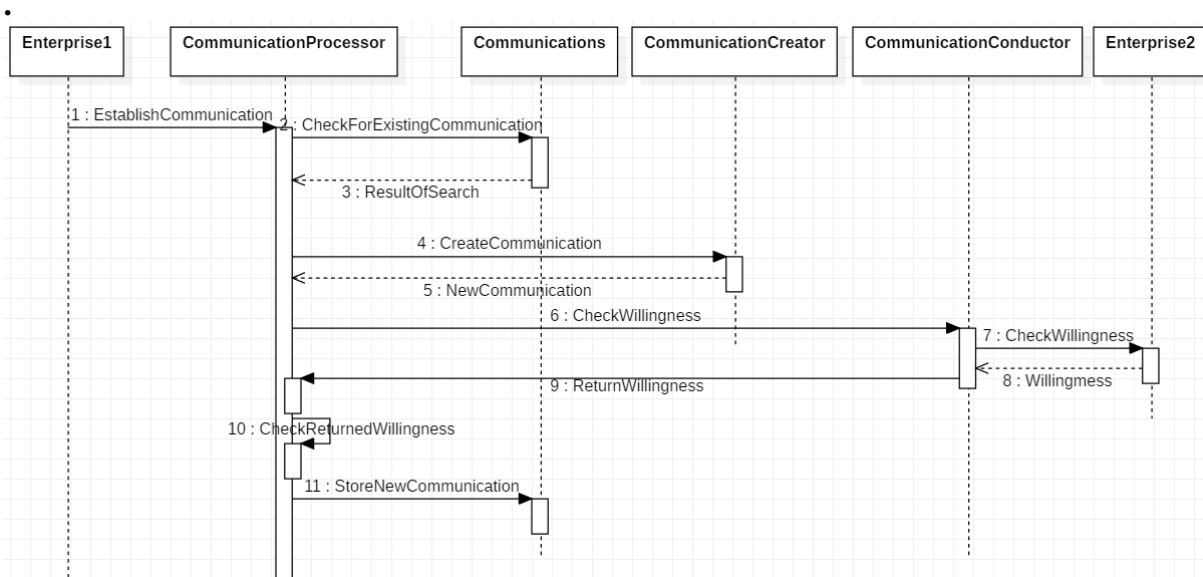 Enterprise1 CommunicationProcessor Communications CommunicationCreator CommunicationConductor Enterprise2
1 : EstablishCommunication
2 : CheckForExistingCommunication
3 : ResultOfSearch
4 : CreateCommunication
5 : NewCommunication
6 : CheckWillingness
7 : CheckWillingness
8 : Willingmess
9 : ReturnWillingness
10 : CheckReturnedWillingness
11 : StoreNewCommunication